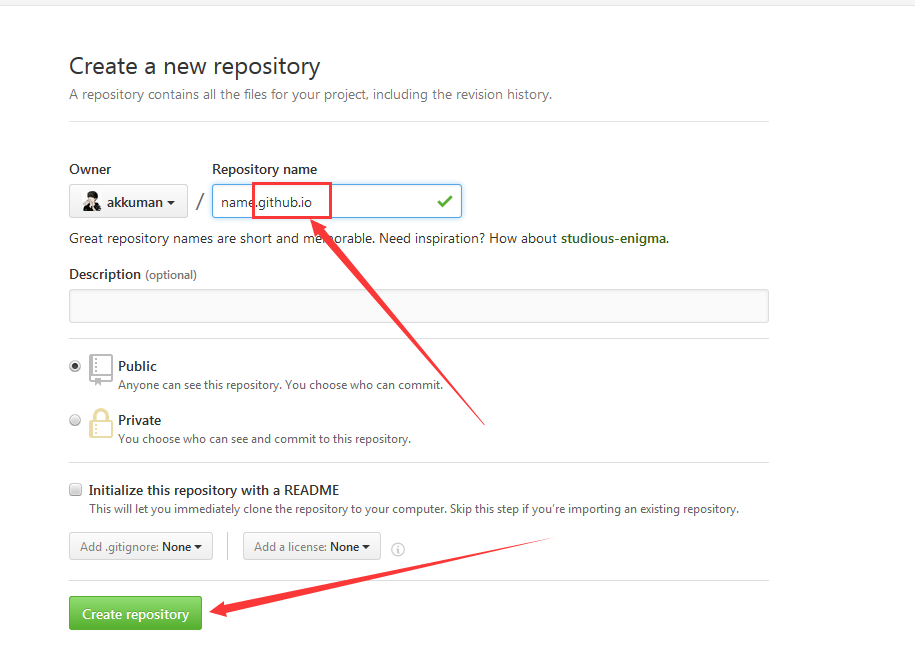 Create a new repository
A repository contains all the files for your project, including the revision history.
Owner Repository name
akkuman / name.github.io
Great repository names are short and memorable. Need inspiration? How about studious-enigma.
Description (optional)
Public
Anyone can see this repository. You choose who can commit.
Private
You choose who can see and commit to this repository.
Initialize this repository with a README
This will let you immediately clone the repository to your computer. Skip this step if you’re importing an existing repository.
Add .gitignore: None Add a license: None
Create repository